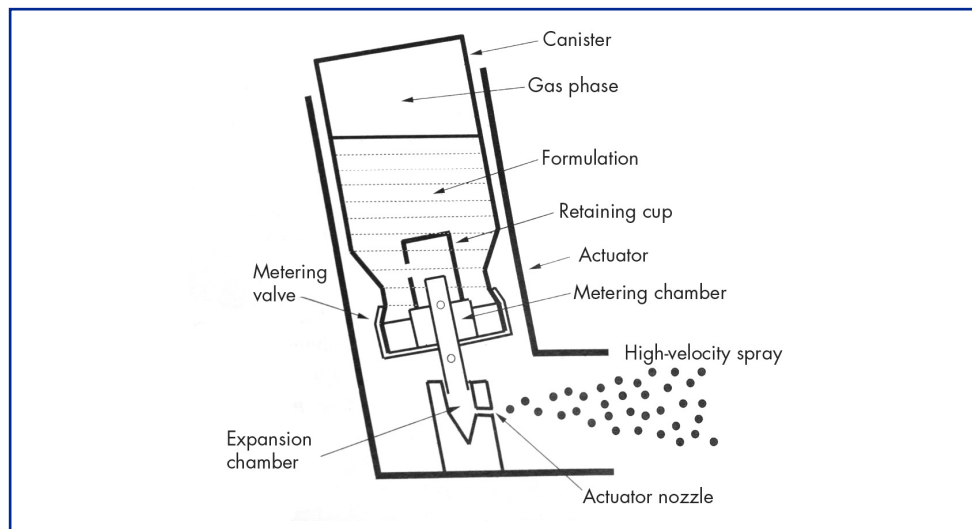 Canister
Gas phase
Formulation
Retaining cup
Actuator
Metering
valve
Metering chamber
High-velocity spray
Expansion
chamber
Actuator nozzle